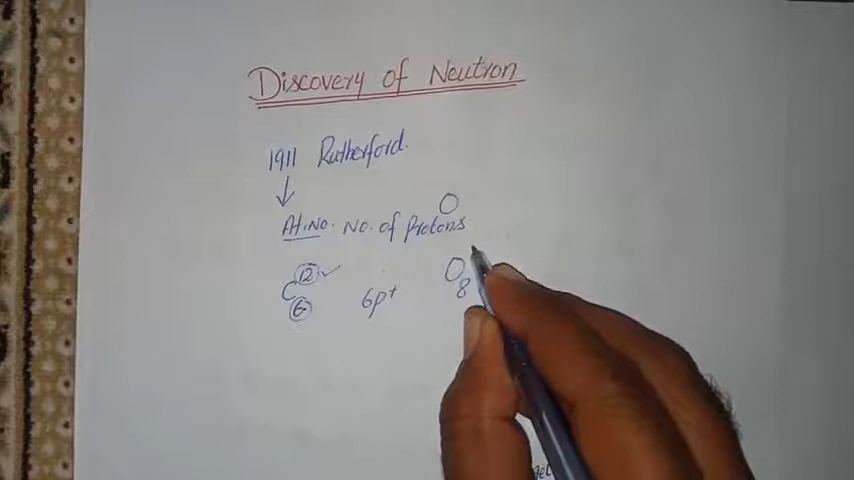 Discovery of Neutron
1911 Rutherford.
O
At.No. No. of Protons
C 12 6 ✓ 6p+ O 8